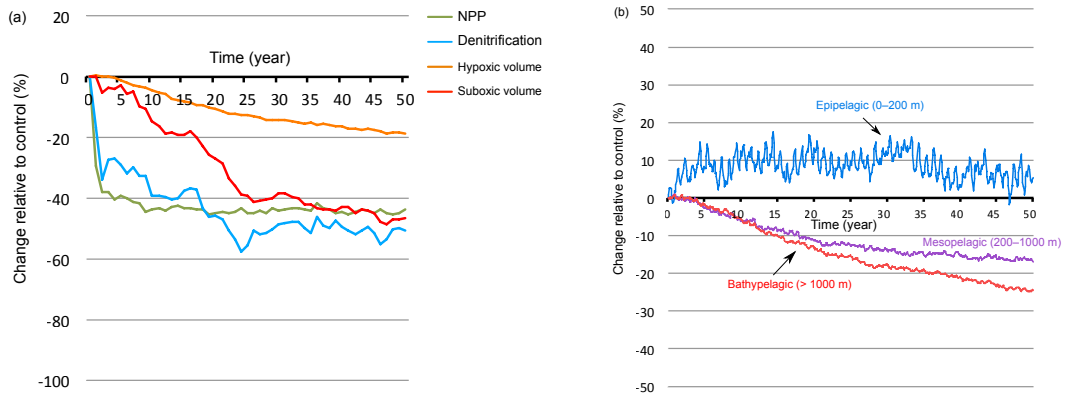 (a)
20
0
-20
-40
-60
-80
-100
Change relative to control (%)
Time (year)
0 5 10 15 20 25 30 35 40 45 50
NPP
Denitrification
Hypoxic volume
Suboxic volume
(b)
50
40
30
20
10
0
-10
-20
-30
-40
-50
Change relative to control (%)
Epipelagic (0–200 m)
0 5 10 15 20 25 30 35 40 45 50
Time (year)
Mesopelagic (200–1000 m)
Bathypelagic (> 1000 m)